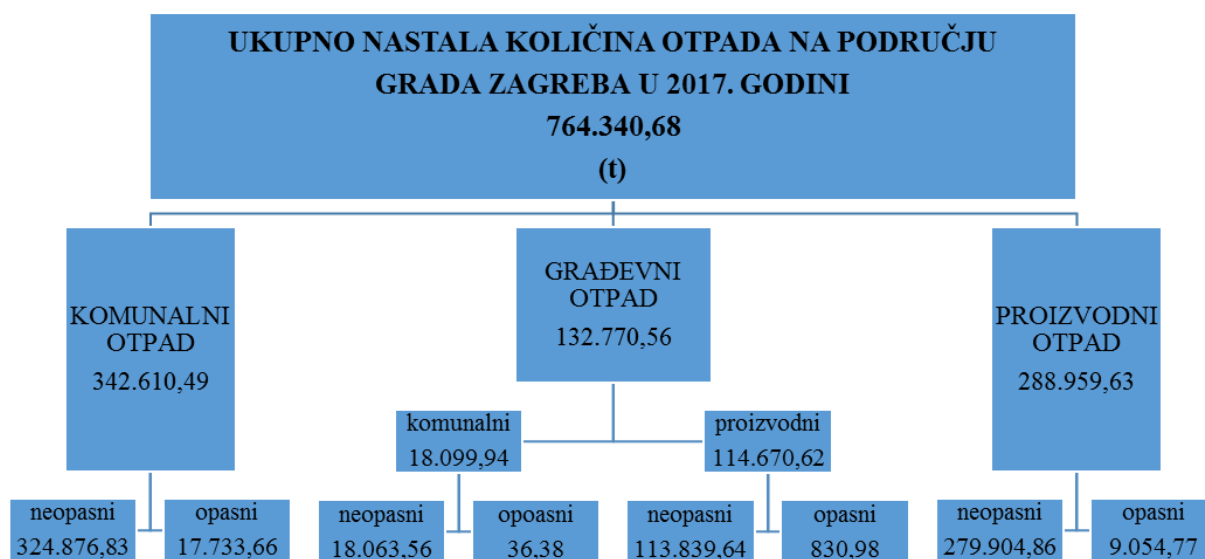 UKUPNO NASTALA KOLIČINA OTPADA NA PODRUČJU
GRADA ZAGREBA U 2017. GODINI
764.340,68
(t)
KOMUNALNI
OTPAD
342.610,49
GRAĐEVNI
OTPAD
132.770,56
PROIZVODNI
OTPAD
288.959,63
komunalni
18.099,94
proizvodni
114.670,62
neopasni
324.876,83
opasni
17.733,66
neopasni
18.063,56
opoasni
36,38
neopasni
113.839,64
opasni
830,98
neopasni
279.904,86
opasni
9.054,77